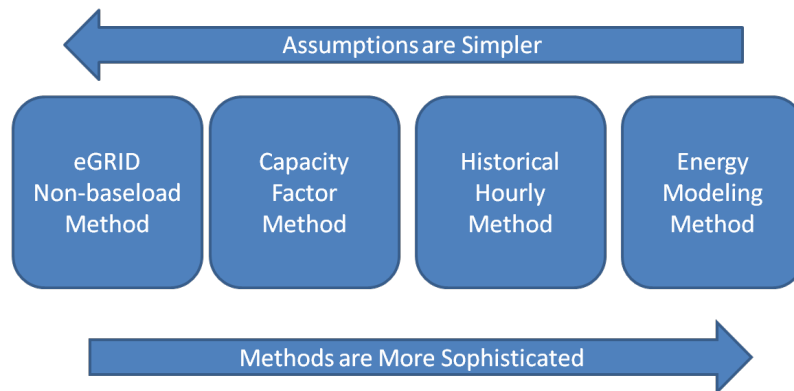 Assumptions are Simpler
eGRID
Non-baseload
Method
Capacity
Factor
Method
Historical
Hourly
Method
Energy
Modeling
Method
Methods are More Sophisticated